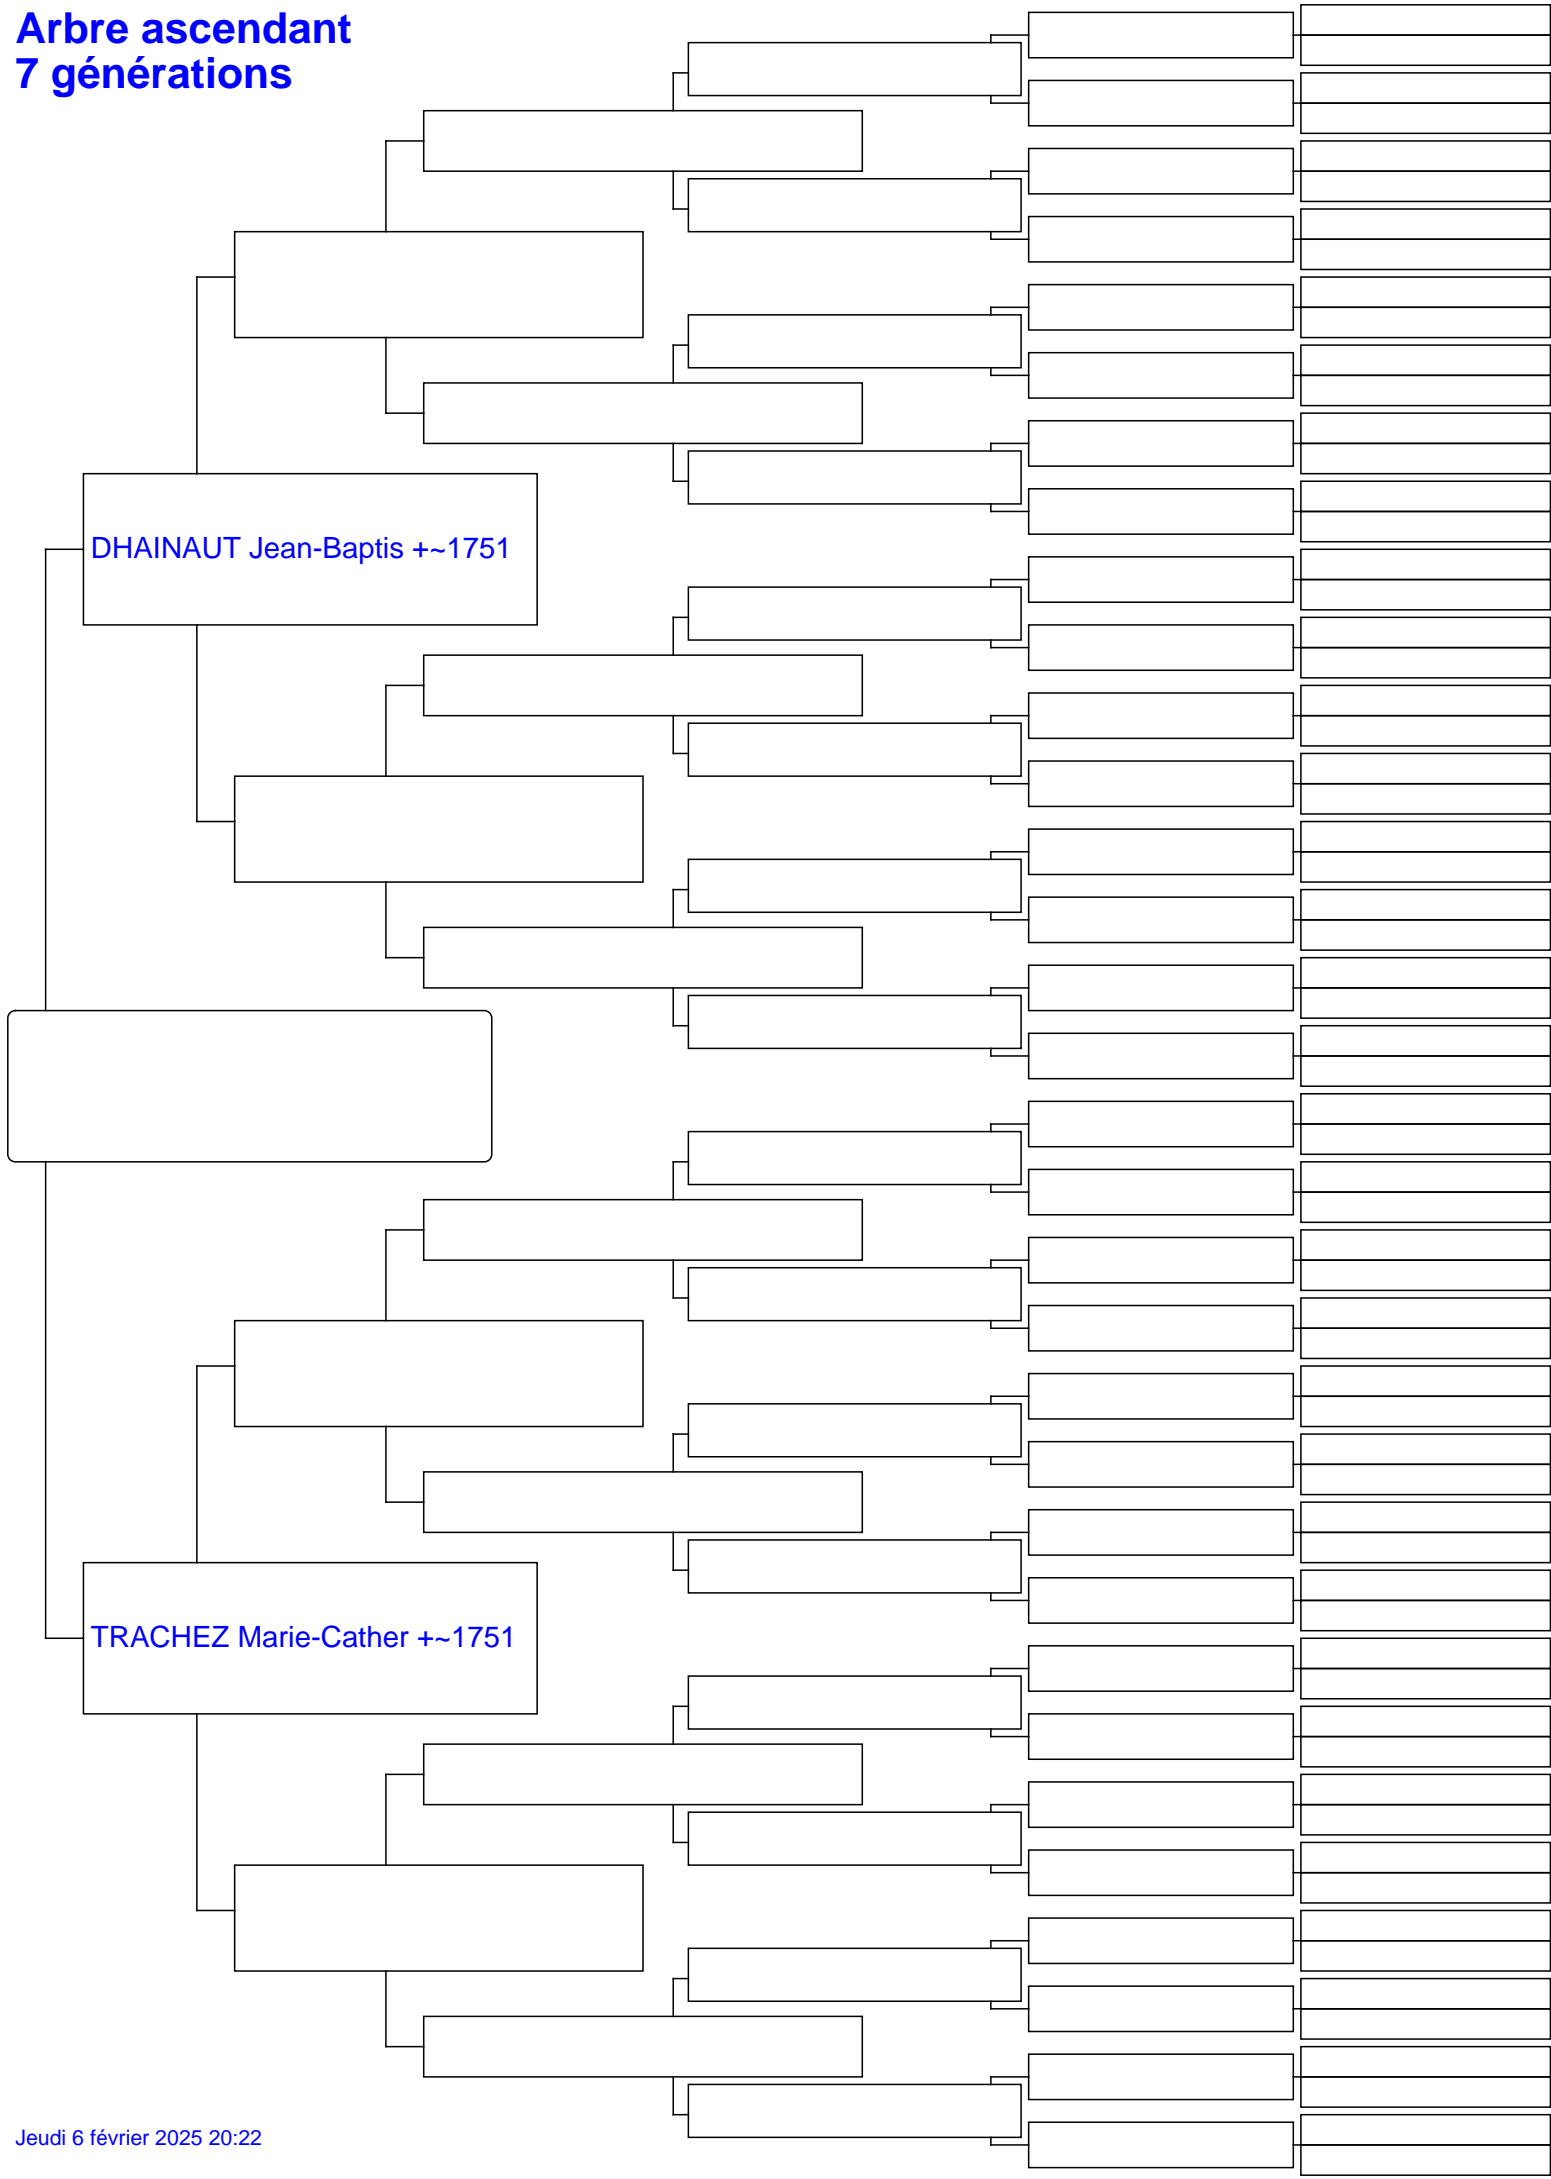 Arbre ascendant
7 générations
DHAINAUT Jean-Baptis +~1751
TRACHEZ Marie-Cather +~1751
Jeudi 6 février 2025 20:22